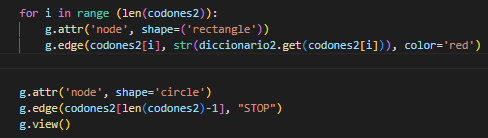 for i in range (len(codones2)):
g.attr('node', shape=('rectangle'))
g.edge(codones2[i], str(diccionario2.get(codones2[i])), color='red')
g.attr('node', shape='circle')
g.edge(codones2[len(codones2)-1], "STOP")
g.view()